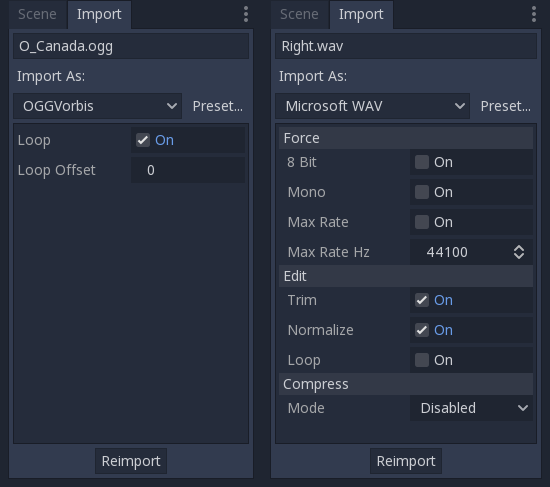 Scene Import
O_Canada.ogg
Import As:
OGGVorbis Preset...
Loop On
Loop Offset 0
Reimport
Scene Import
Right.wav
Import As:
Microsoft WAV Preset...
Force
8 Bit On
Mono On
Max Rate On
Max Rate Hz 44100
Edit
Trim On
Normalize On
Loop On
Compress
Mode Disabled
Reimport